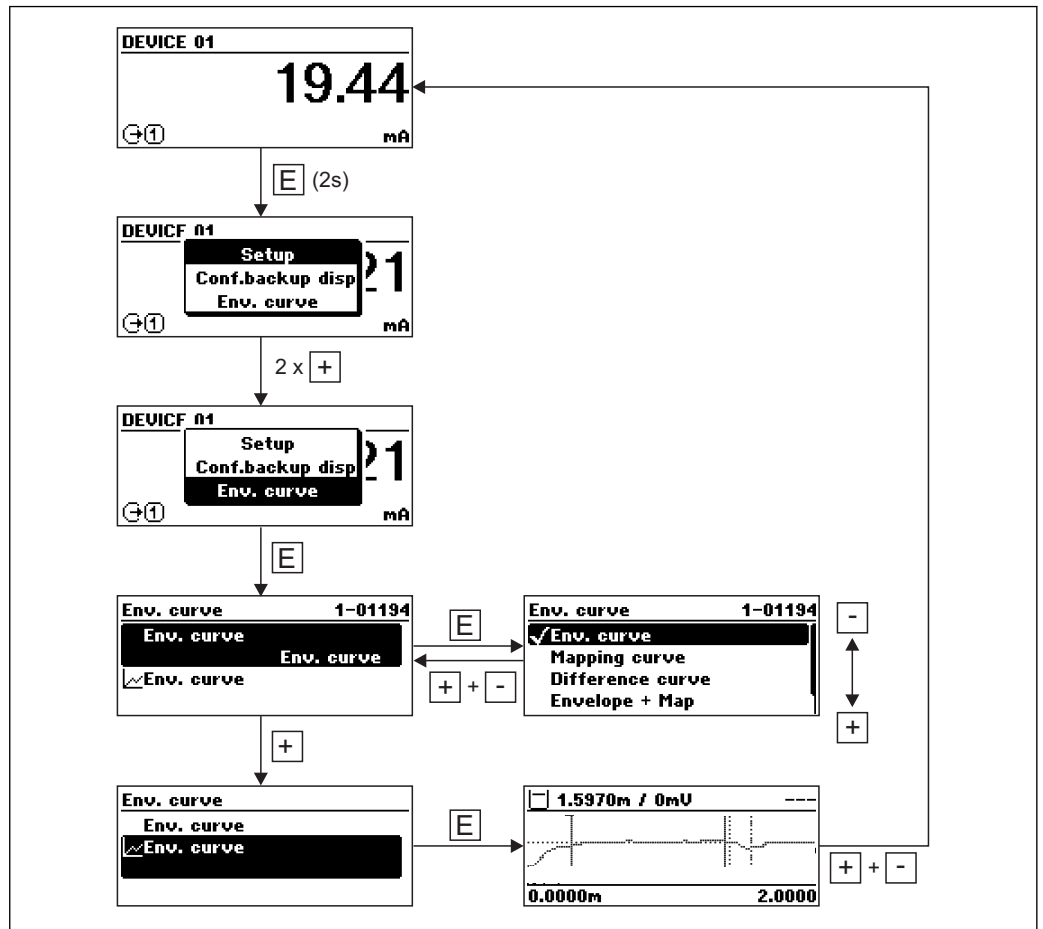 DEVICE 01
19.44
1
mA
E (2s)
DEVICE 01
Setup
Conf.backup disp
Env. curve
21
1
mA
2 x +
DEVICE 01
Setup
Conf.backup disp
Env. curve
21
1
mA
E
Env. curve 1-01194
Env. curve
Env. curve
Env. curve
E
+ + -
Env. curve 1-01194
✓Env. curve
Mapping curve
Difference curve
Envelope + Map
-
+
+
Env. curve
Env. curve
Env. curve
E
1.5970m / 0mV ---
0.0000m 2.0000
+ + -